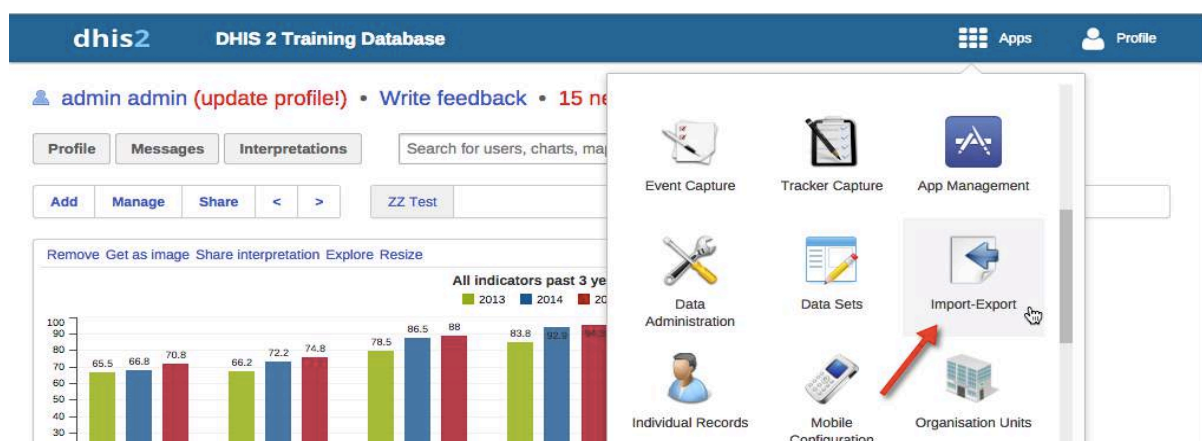 dhis2 DHIS 2 Training Database Apps Profile
admin admin (update profile!) • Write feedback • 15
Profile Messages Interpretations Search for users, charts,
Event Capture Tracker Capture App Management
Add Manage Share < > ZZ Test
Remove Get as image Share interpretation Explore Resize
All indicators past 3
2013 2014
Data Administration Data Sets Import-Export
100
90
80
70
60
50
40
30
65.5 66.8 70.8 66.2 72.2 74.8 78.5 86.5 88 83.8 92.9
Individual Records Mobile Configuration Organisation Units